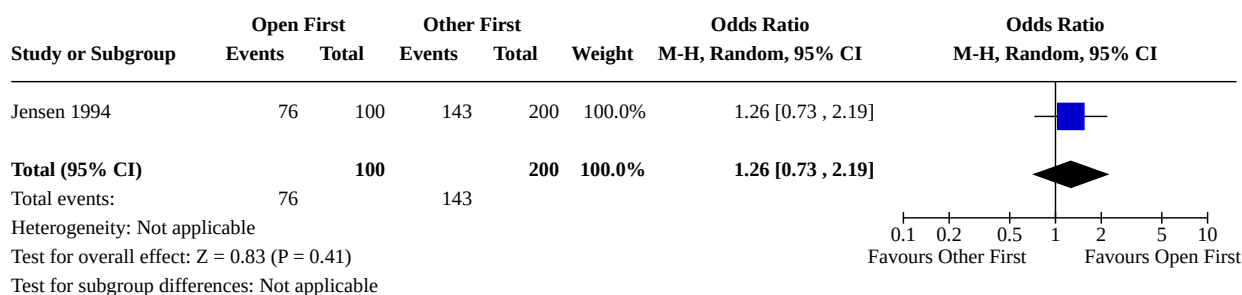 Open First Other First Odds Ratio Odds Ratio
Study or Subgroup Events Total Events Total Weight M-H, Random, 95% CI M-H, Random, 95% CI
Jensen 1994 76 100 143 200 100.0% 1.26 [0.73 , 2.19]
Total (95% CI) 100 200 100.0% 1.26 [0.73 , 2.19]
Total events: 76 143
Heterogeneity: Not applicable
0.1 0.2 0.5 1 2 5 10
Test for overall effect: Z = 0.83 (P = 0.41) Favours Other First Favours Open First
Test for subgroup differences: Not applicable